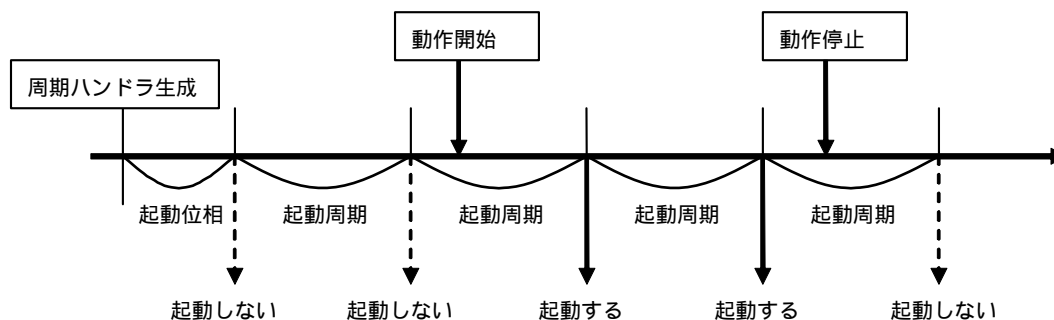 動作開始
動作停止
周期ハンドラ生成
起動位相
起動周期
起動周期
起動周期
起動周期
起動しない
起動しない
起動する
起動する
起動しない